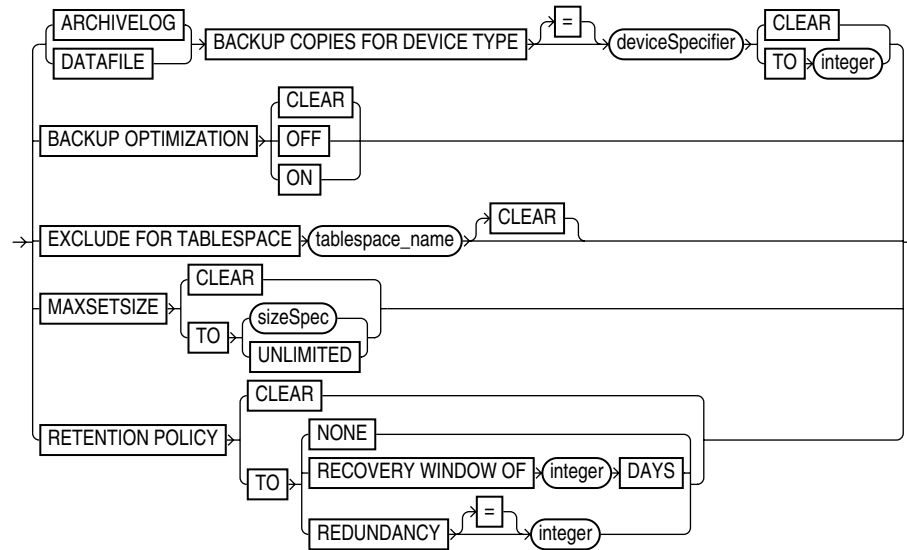 ARCHIVELOG
DATAFILE
BACKUP COPIES FOR DEVICE TYPE
=
deviceSpecifier
CLEAR
TO integer
BACKUP OPTIMIZATION
CLEAR
OFF
ON
EXCLUDE FOR TABLESPACE
tablespace_name
CLEAR
MAXSETSIZE
CLEAR
TO
sizeSpec
UNLIMITED
RETENTION POLICY
CLEAR
TO
NONE
RECOVERY WINDOW OF integer DAYS
REDUNDANCY = integer